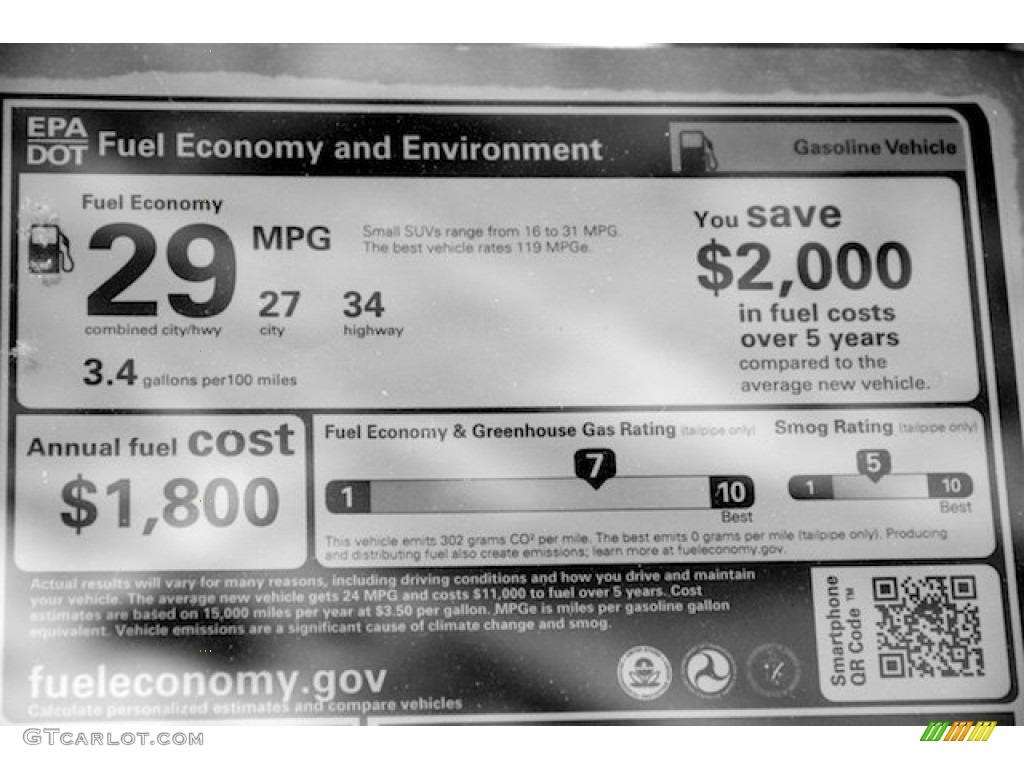 EPA
DOT
Fuel Economy and Environment
Gasoline Vehicle
Fuel Economy
29 MPG
combined city/hwy
27
city
34
highway
3.4 gallons per100 miles
Small SUVs range from 16 to 31 MPG.
The best vehicle rates 119 MPGe.
You save
$2,000
in fuel costs
over 5 years
compared to the
average new vehicle.
Annual fuel cost
$1,800
Fuel Economy & Greenhouse Gas Rating (tailpipe only)
1
7
10
Best
Smog Rating (tailpipe only)
1
5
10
Best
This vehicle emits 302 grams CO² per mile. The best emits 0 grams per mile (tailpipe only). Producing
and distributing fuel also create emissions; learn more at fueleconomy.gov.
Actual results will vary for many reasons, including driving conditions and how you drive and maintain
your vehicle. The average new vehicle gets 24 MPG and costs $11,000 to fuel over 5 years. Cost
estimates are based on 15,000 miles per year at $3.50 per gallon. MPGe is miles per gasoline gallon
equivalent. Vehicle emissions are a significant cause of climate change and smog.
fueleconomy.gov
Calculate personalized estimates and compare vehicles
Smartphone
QR Code ™
GTcarlot.com